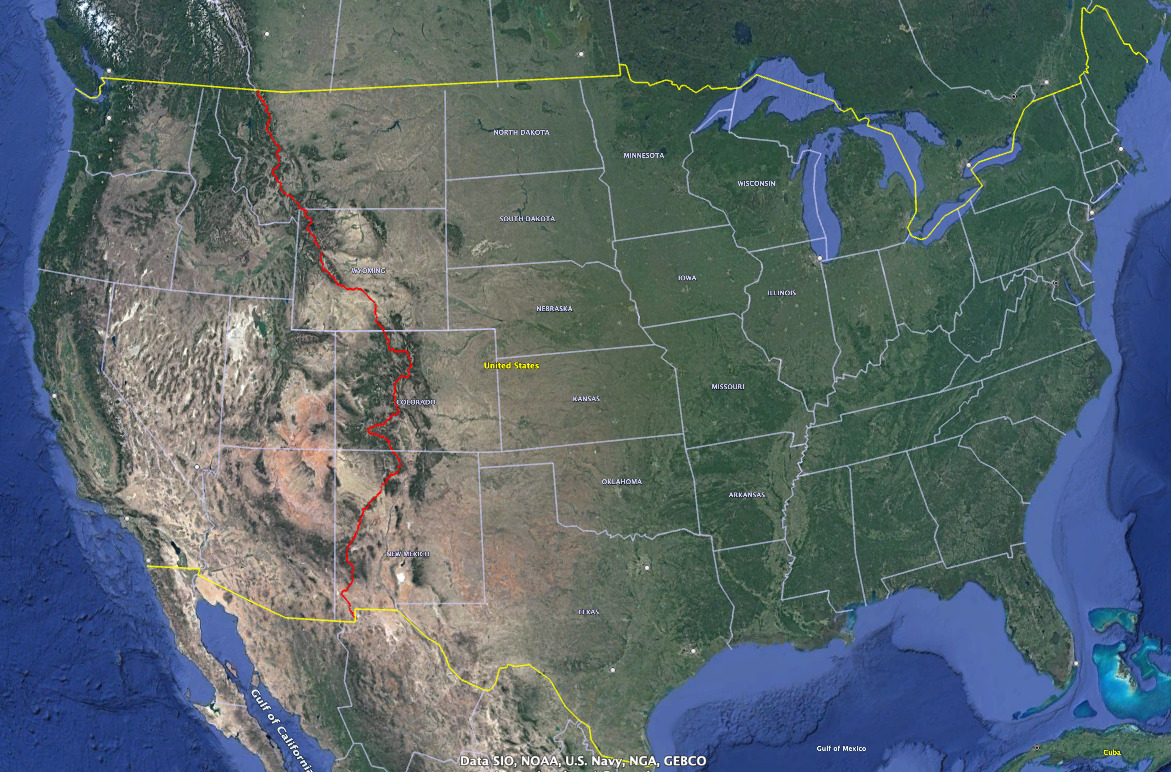 NORTH DAKOTA
MINNESOTA
WISCONSIN
SOUTH DAKOTA
WYOMING
IOWA
ILLINOIS
NEBRASKA
United States
MISSOURI
KANSAS
COLORADO
OKLAHOMA
ARKANSAS
NEW MEXICO
TEXAS
Gulf of California
Gulf of Mexico
Cuba
Data SIO, NOAA, U.S. Navy, NGA, GEBCO